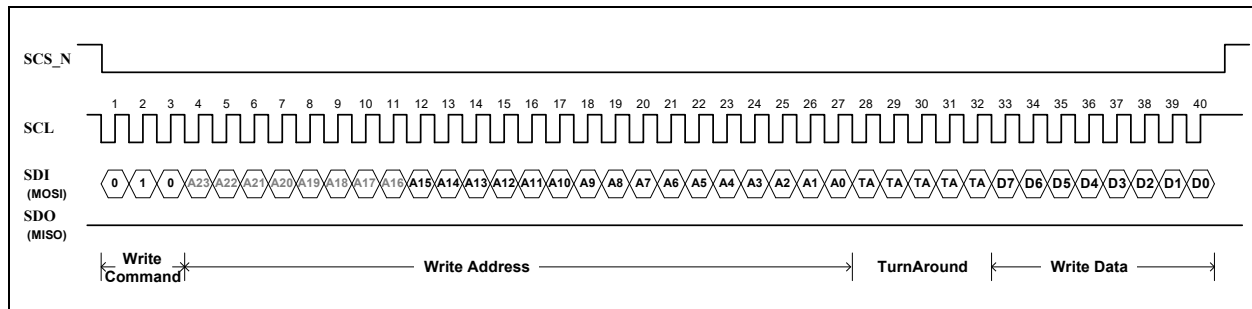 SCS_N
1 2 3 4 5 6 7 8 9 10 11 12 13 14 15 16 17 18 19 20 21 22 23 24 25 26 27 28 29 30 31 32 33 34 35 36 37 38 39 40
SCL
SDI
(MOSI)
0 1 0 A23 A22 A21 A20 A19 A18 A17 A16 A15 A14 A13 A12 A11 A10 A9 A8 A7 A6 A5 A4 A3 A2 A1 A0 TA TA TA TA TA D7 D6 D5 D4 D3 D2 D1 D0
SDO
(MISO)
Write
Command
Write Address
TurnAround
Write Data